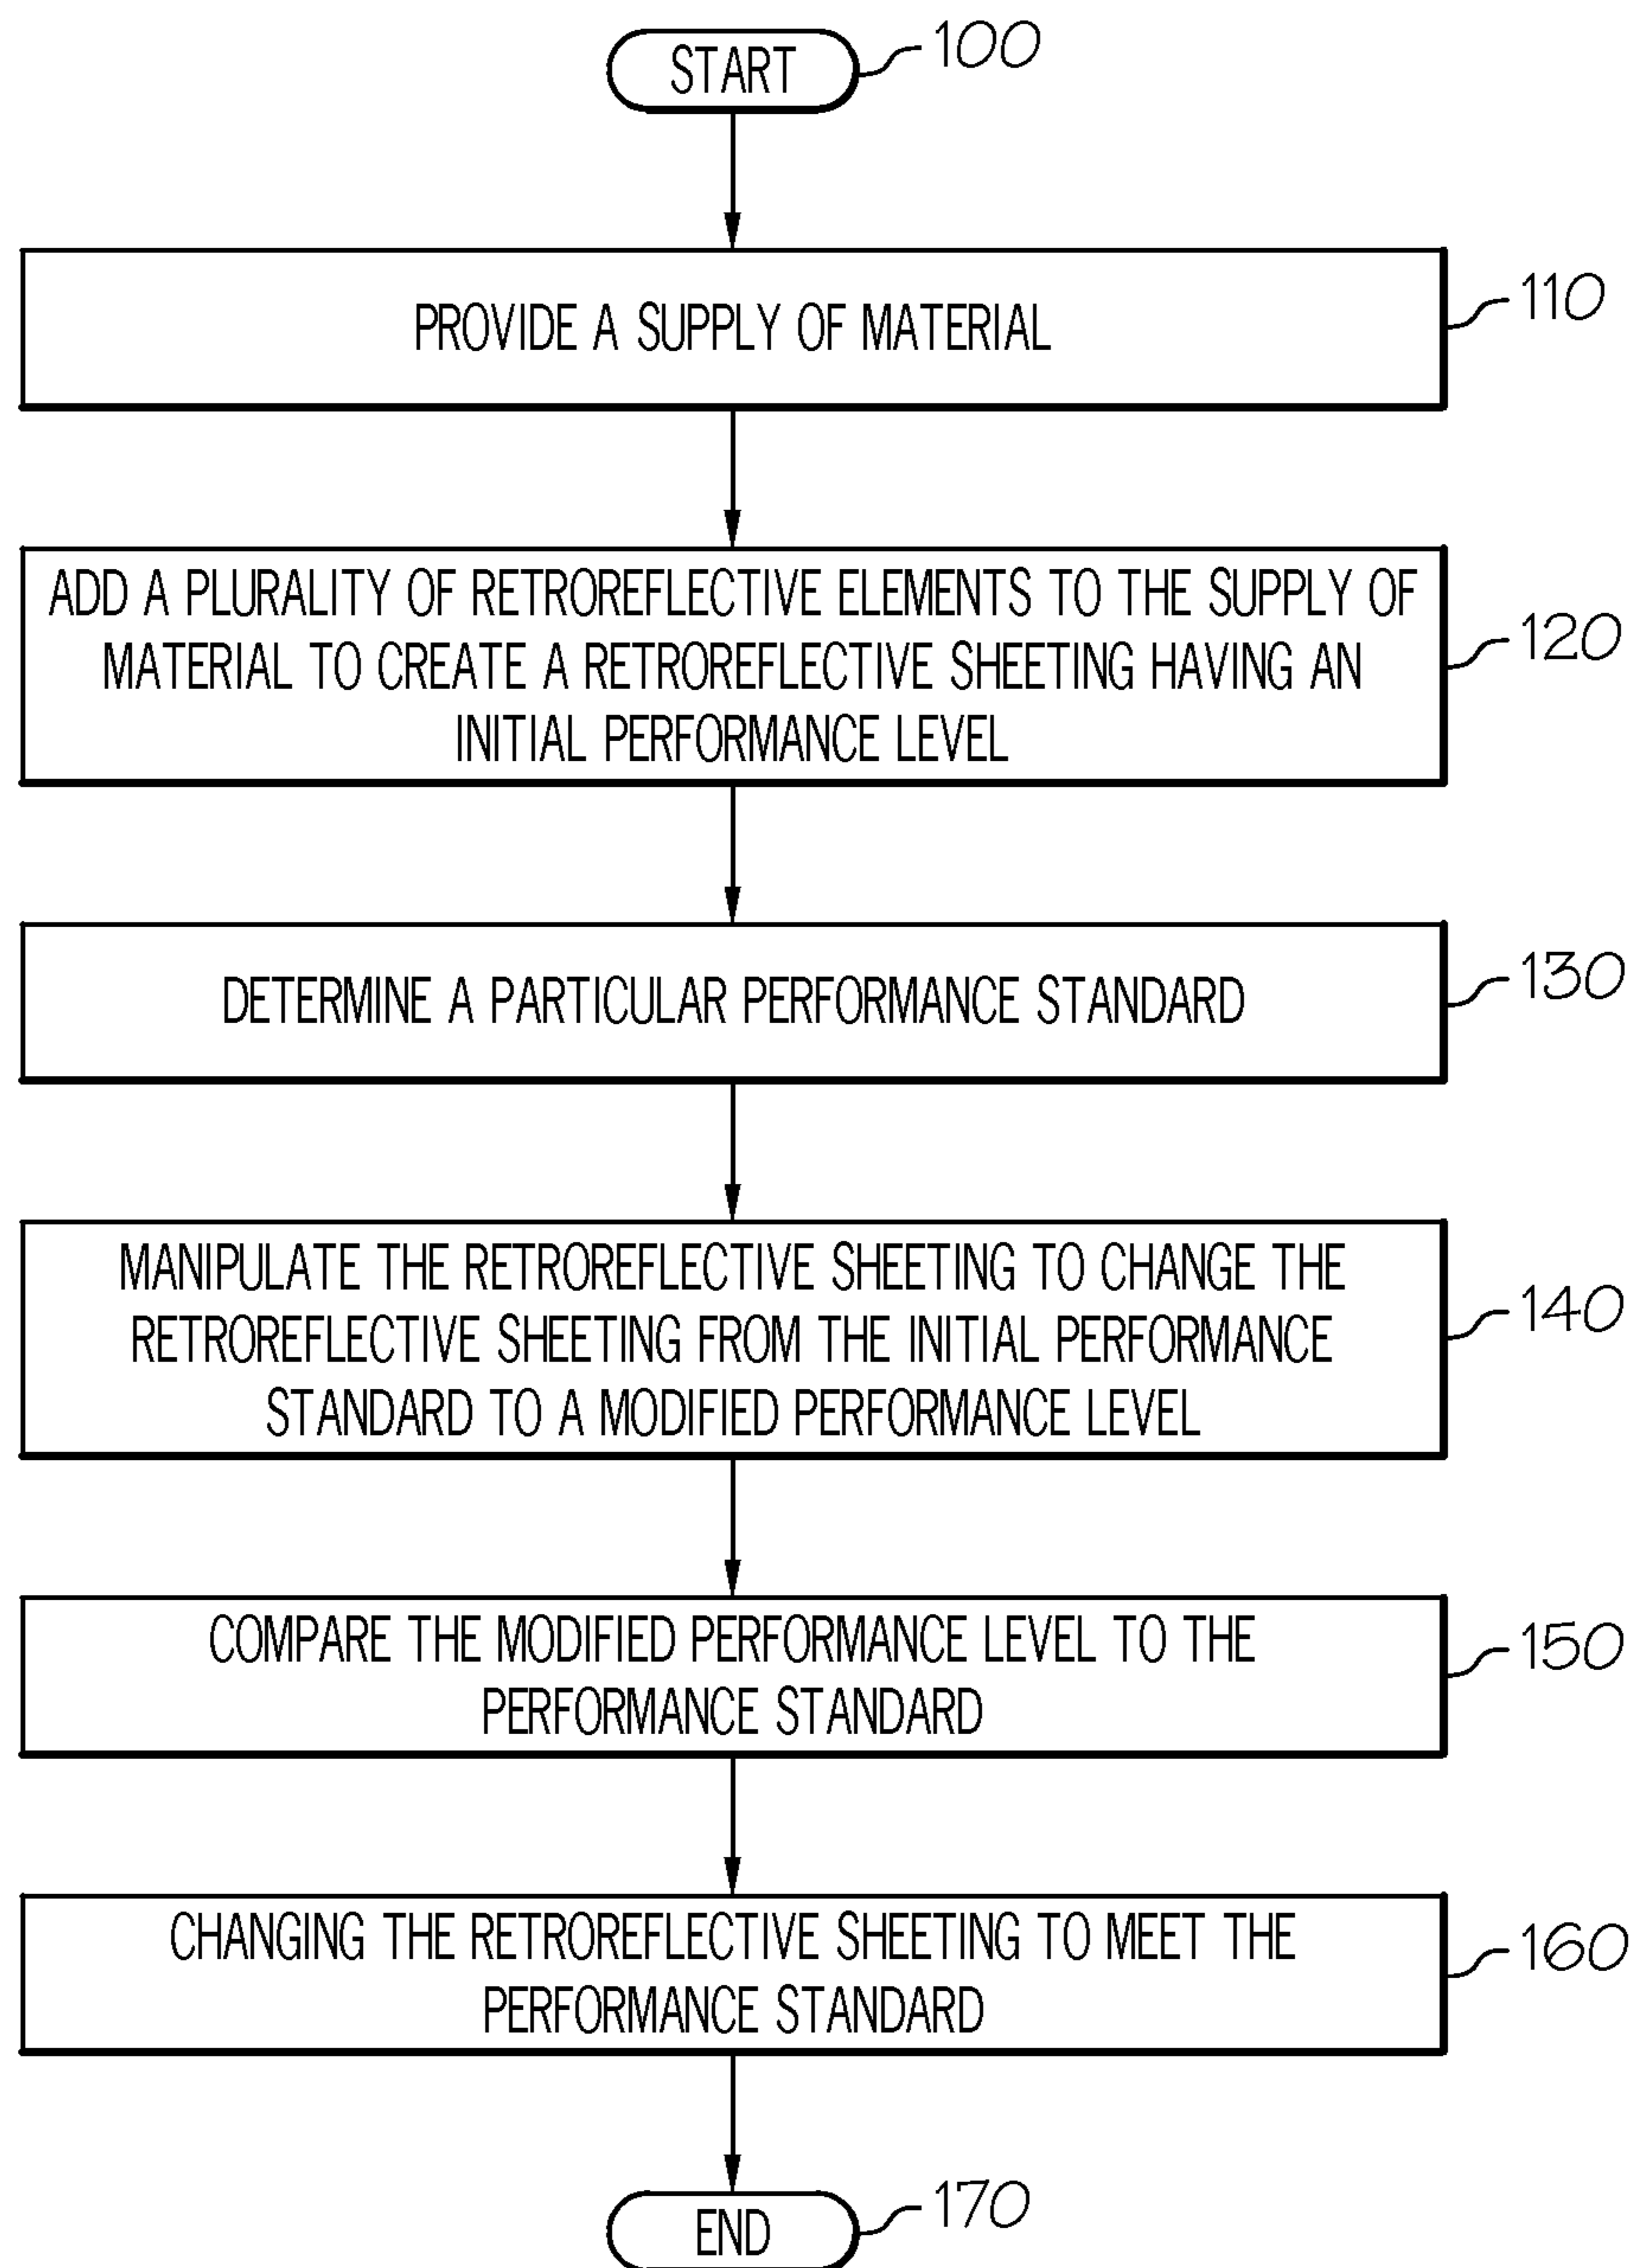 START
100
PROVIDE A SUPPLY OF MATERIAL
110
ADD A PLURALITY OF RETROREFLECTIVE ELEMENTS TO THE SUPPLY OF
MATERIAL TO CREATE A RETROREFLECTIVE SHEETING HAVING AN
INITIAL PERFORMANCE LEVEL
120
DETERMINE A PARTICULAR PERFORMANCE STANDARD
130
MANIPULATE THE RETROREFLECTIVE SHEETING TO CHANGE THE
RETROREFLECTIVE SHEETING FROM THE INITIAL PERFORMANCE
STANDARD TO A MODIFIED PERFORMANCE LEVEL
140
COMPARE THE MODIFIED PERFORMANCE LEVEL TO THE
PERFORMANCE STANDARD
150
CHANGING THE RETROREFLECTIVE SHEETING TO MEET THE
PERFORMANCE STANDARD
160
END
170